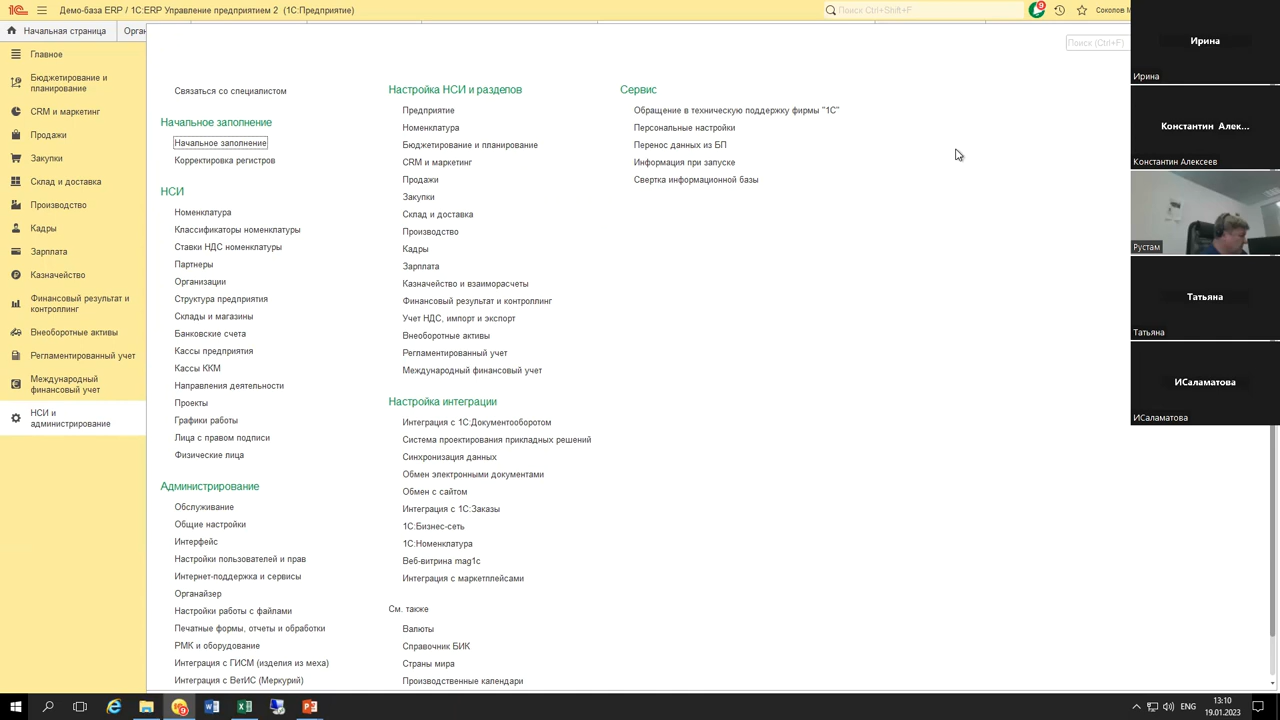 Демо-база ERP / 1С:ERP Управление предприятием 2 (1С:Предприятие)
Поиск Ctrl+Shift+F
9
Соколов М
Начальная страница
Орган
Поиск (Ctrl+F)
Главное
Бюджетирование и
планирование
CRM и маркетинг
Продажи
Закупки
Склад и доставка
Производство
Кадры
Зарплата
Казначейство
Финансовый результат и
контроллинг
Внеоборотные активы
Регламентированный учет
Международный
финансовый учет
НСИ и
администрирование
Связаться со специалистом
Начальное заполнение
Начальное заполнение
Корректировка регистров
НСИ
Номенклатура
Классификаторы номенклатуры
Ставки НДС номенклатуры
Партнеры
Организации
Структура предприятия
Склады и магазины
Банковские счета
Кассы предприятия
Кассы ККМ
Направления деятельности
Проекты
Графики работы
Лица с правом подписи
Физические лица
Администрирование
Обслуживание
Общие настройки
Интерфейс
Настройки пользователей и прав
Интернет-поддержка и сервисы
Органайзер
Настройки работы с файлами
Печатные формы, отчеты и обработки
РМК и оборудование
Интеграция с ГИСМ (изделия из меха)
Интеграция с ВетИС (Меркурий)
Настройка НСИ и разделов
Предприятие
Номенклатура
Бюджетирование и планирование
CRM и маркетинг
Продажи
Закупки
Склад и доставка
Производство
Кадры
Зарплата
Казначейство и взаиморасчеты
Финансовый результат и контроллинг
Учет НДС, импорт и экспорт
Внеоборотные активы
Регламентированный учет
Международный финансовый учет
Настройка интеграции
Интеграция с 1С:Документооборотом
Система проектирования прикладных решений
Синхронизация данных
Обмен электронными документами
Обмен с сайтом
Интеграция с 1С:Заказы
1С:Бизнес-сеть
1С:Номенклатура
Веб-витрина mag1c
Интеграция с маркетплейсами
См. также
Валюты
Справочник БИК
Страны мира
Производственные календари
Сервис
Обращение в техническую поддержку фирмы "1С"
Персональные настройки
Перенос данных из БП
Информация при запуске
Свертка информационной базы
Ирина
Ирина
Константин Алек...
Константин Алексеев
Рустам
Татьяна
Татьяна
ИСаламатова
ИСаламатова
ENG
13:10
19.01.2023